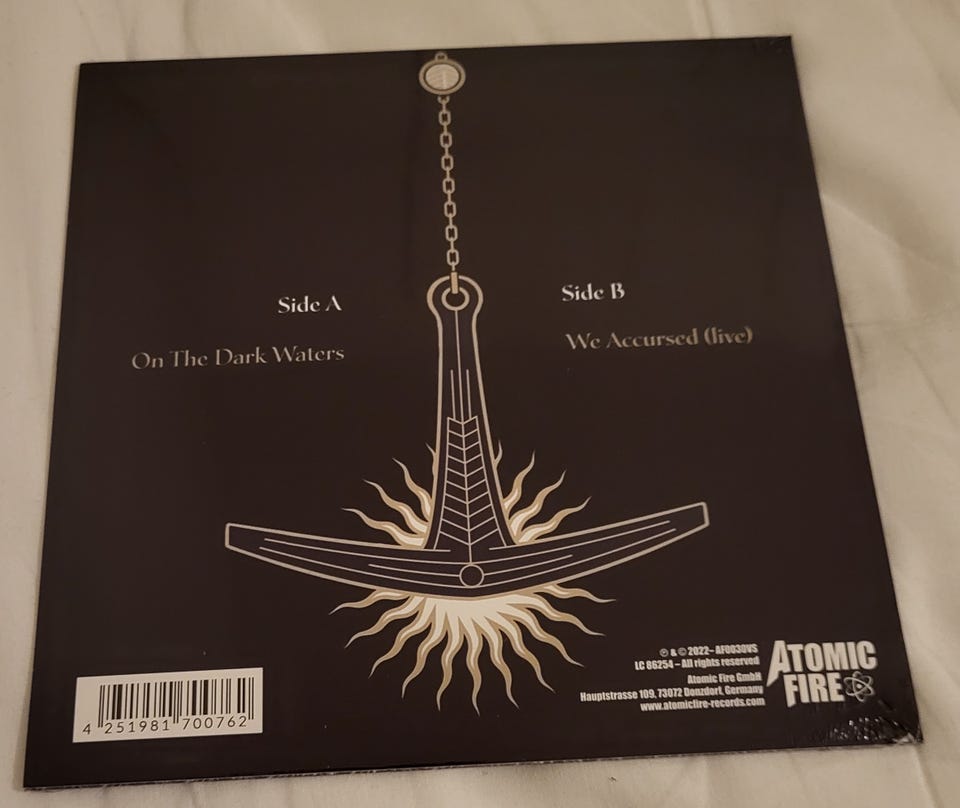 Side A
On The Dark Waters
Side B
We Accursed (live)
℗ & © 2022– AF0030VS
LC 86254 – All rights reserved
Atomic Fire GmbH
Hauptstrasse 109, 73072 Donzdorf, Germany
www.atomicfire-records.com
ATOMIC
FIRE
4 251981 700762